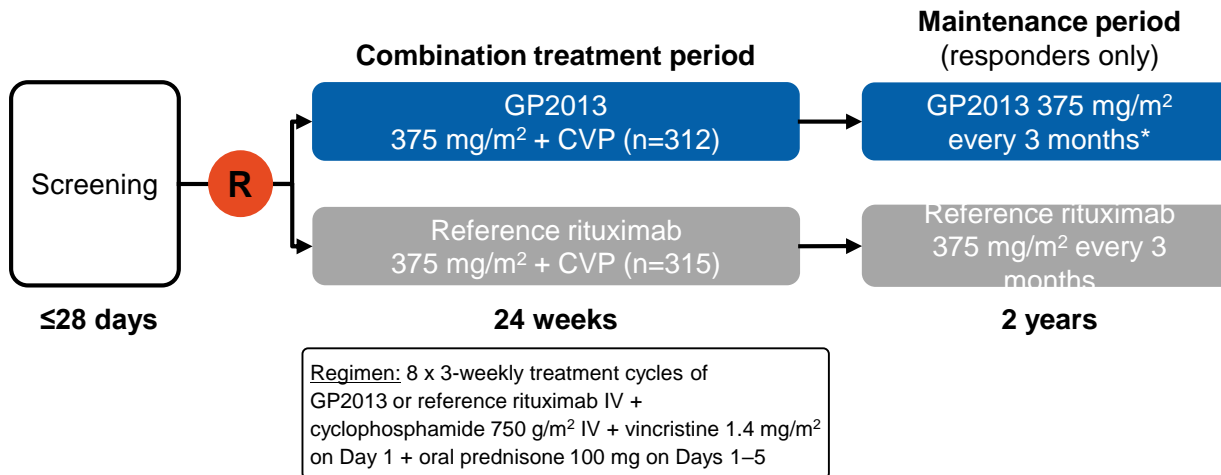 Maintenance period
(responders only)
Combination treatment period
Screening
R
GP2013
375 mg/m² + CVP (n=312)
GP2013 375 mg/m²
every 3 months*
Reference rituximab
375 mg/m² + CVP (n=315)
Reference rituximab
375 mg/m² every 3
months
≤28 days
24 weeks
2 years
Regimen: 8 x 3-weekly treatment cycles of
GP2013 or reference rituximab IV +
cyclophosphamide 750 g/m² IV + vincristine 1.4 mg/m²
on Day 1 + oral prednisone 100 mg on Days 1–5